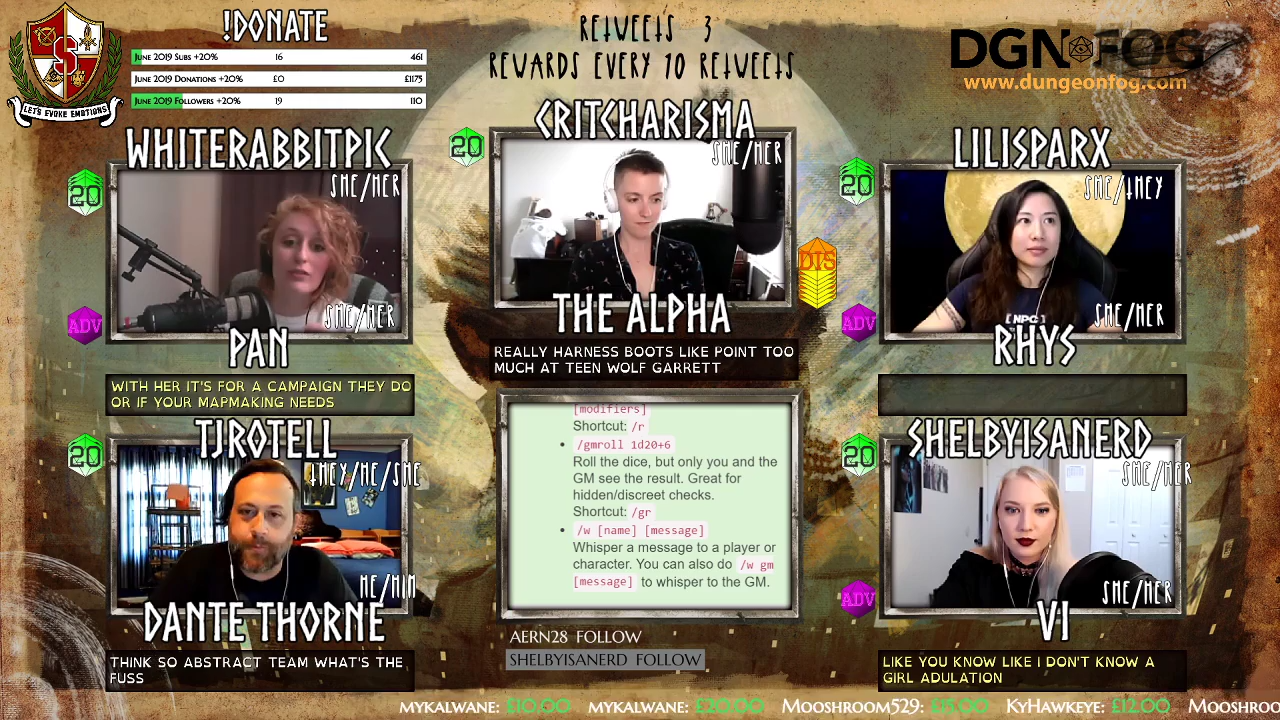 !DONATE
JUNE 2019 SUBS +20% 16 461
JUNE 2019 DONATIONS +20% £0 £1175
JUNE 2019 FOLLOWERS +20% 19 110
LET'S EVOKE EMOTIONS
RETWEETS 3
REWARDS EVERY 10 RETWEETS
DGNFOG
www.dungeonfog.com
WHITERABBITPIC
SHE/HER
20
ADV
SHE/HER
PAN
WITH HER IT'S FOR A CAMPAIGN THEY DO
OR IF YOUR MAPMAKING NEEDS
CRITCHARISMA
SHE/HER
20
DTS
THE ALPHA
REALLY HARNESS BOOTS LIKE POINT TOO
MUCH AT TEEN WOLF GARRETT
LILISPARX
SHE/THEY
20
ADV
[NPC]
SHE/HER
RHYS
TJROTELL
THEY/HE/SHE
20
HE/HIM
DANTE THORNE
THINK SO ABSTRACT TEAM WHAT'S THE
FUSS
[modifiers]
Shortcut: /r
• /gmroll 1d20+6
Roll the dice, but only you and the
GM see the result. Great for
hidden/discreet checks.
Shortcut: /gr
• /w [name] [message]
Whisper a message to a player or
character. You can also do /w gm
[message] to whisper to the GM.
AERN28 FOLLOW
SHELBYISANERD FOLLOW
SHELBYISANERD
SHE/HER
20
ADV
SHE/HER
VI
LIKE YOU KNOW LIKE I DON'T KNOW A
GIRL ADULATION
MYKALWANE: £10.00 MYKALWANE: £20.00 MOOSHROOM529: £15.00 KYHAWKEYE: £12.00 MOOSHROO